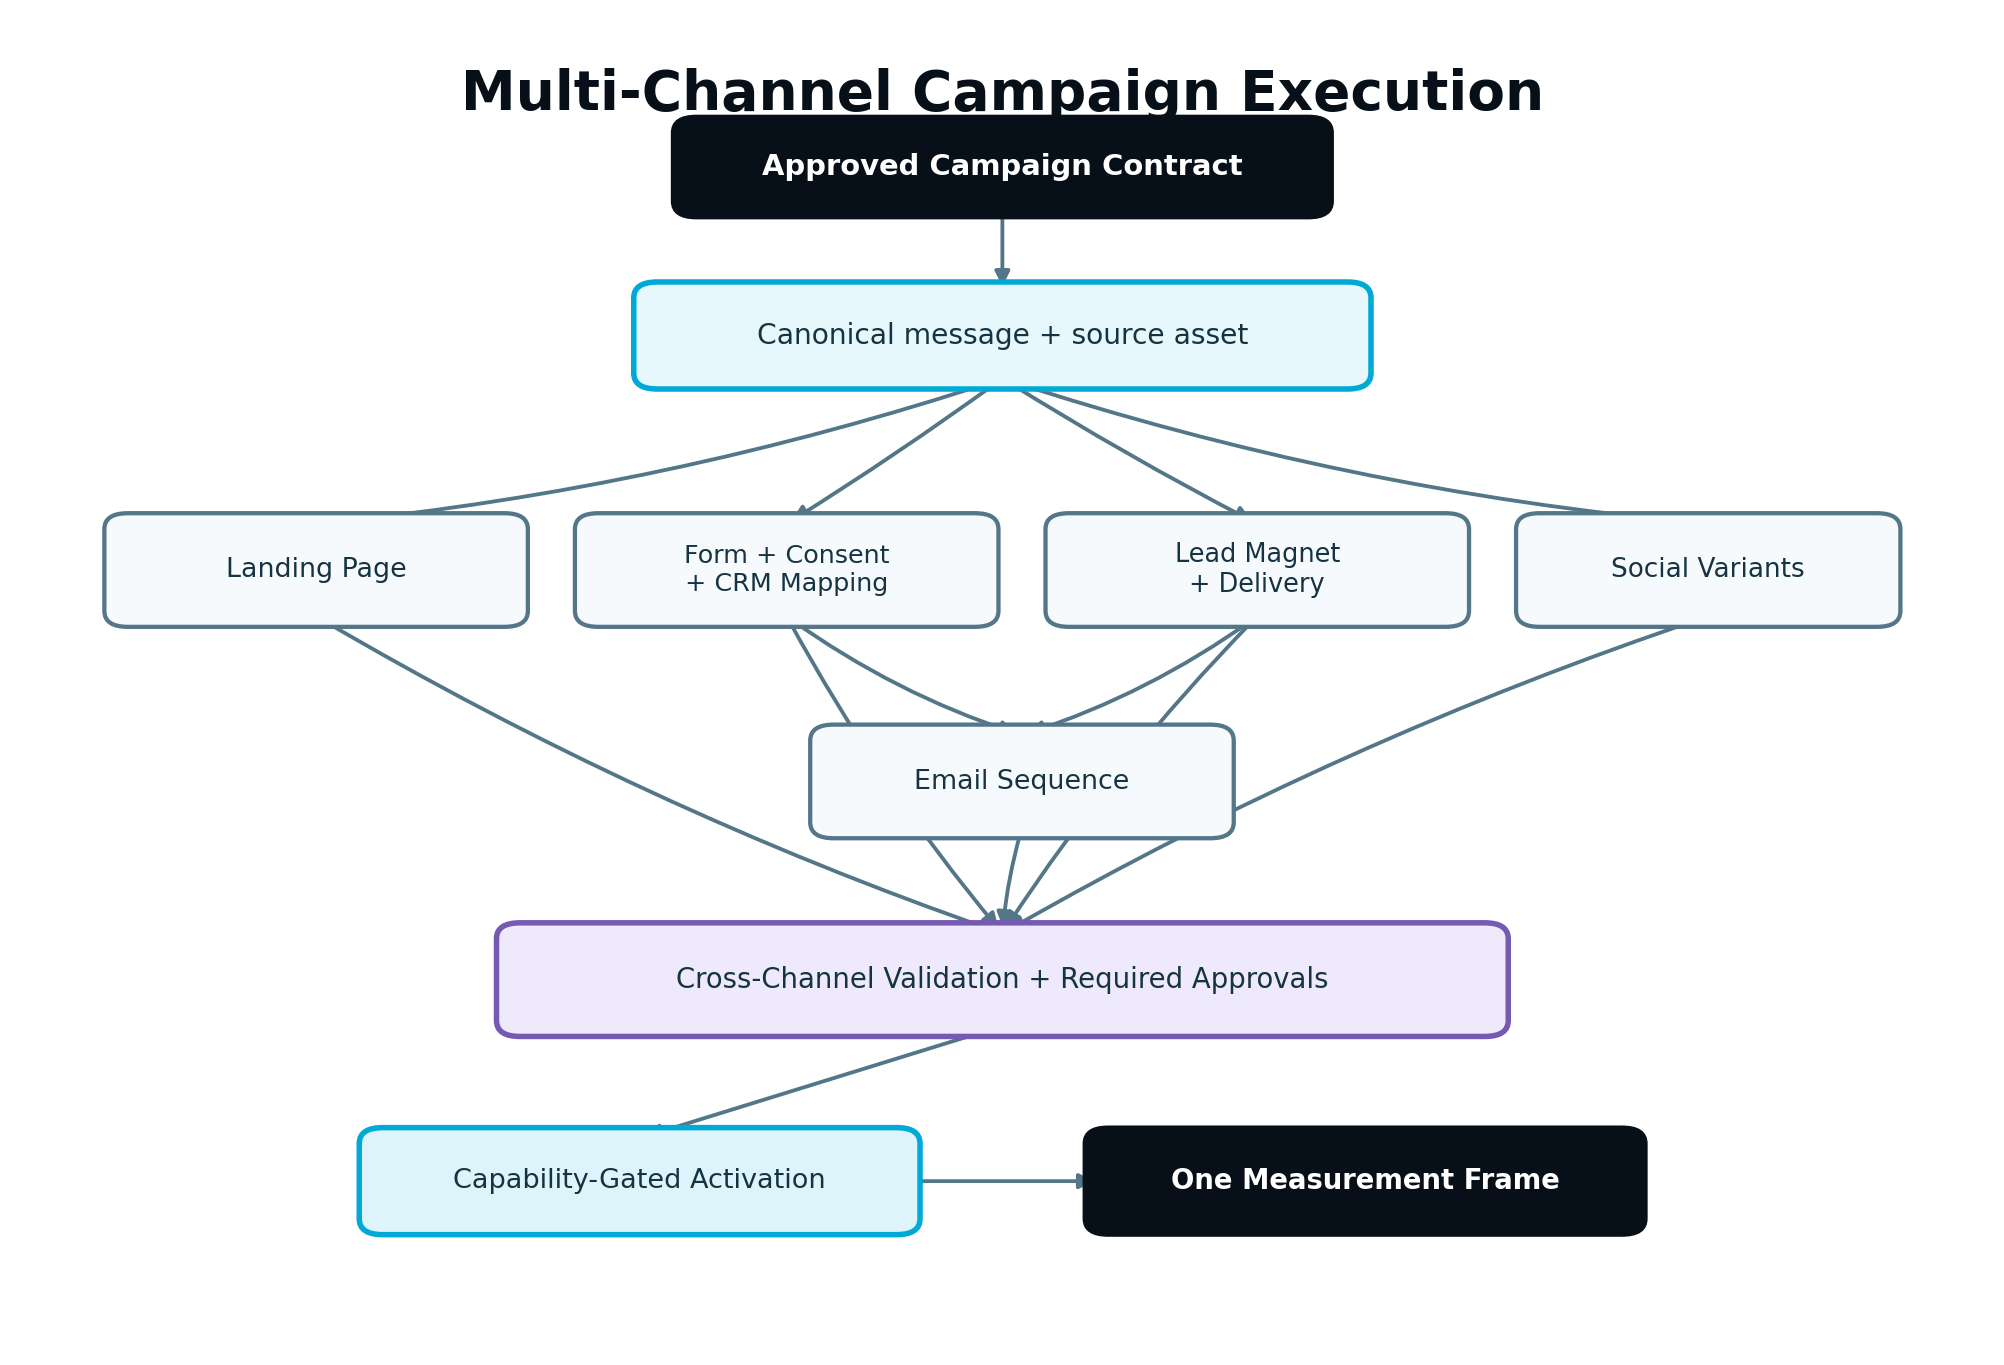 Multi-Channel Campaign Execution
Approved Campaign Contract
Canonical message + source asset
Landing Page
Form + Consent
+ CRM Mapping
Lead Magnet
+ Delivery
Social Variants
Email Sequence
Cross-Channel Validation + Required Approvals
Capability-Gated Activation
One Measurement Frame